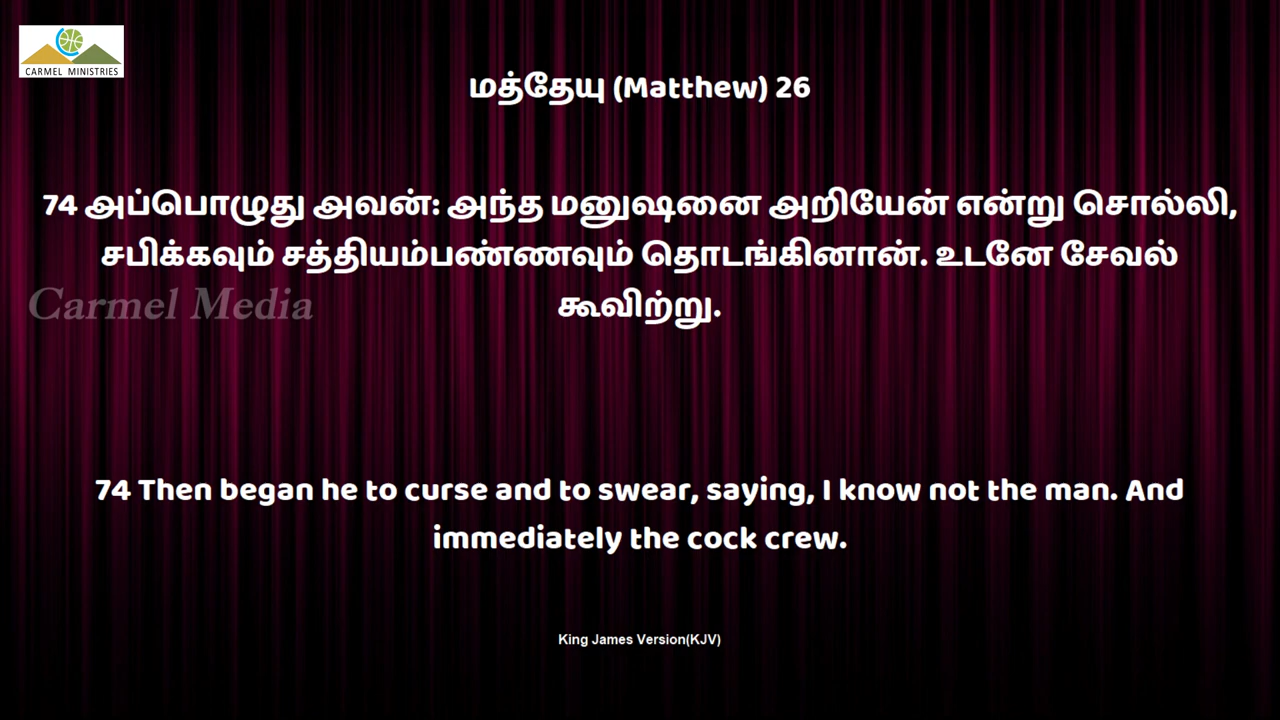 CARMEL MINISTRIES
மத்தேயு (Matthew) 26
74 அப்பொழுது அவன்: அந்த மனுஷனை அறியேன் என்று சொல்லி,
சபிக்கவும் சத்தியம்பண்ணவும் தொடங்கினான். உடனே சேவல்
கூவிற்று.
Carmel Media
74 Then began he to curse and to swear, saying, I know not the man. And
immediately the cock crew.
King James Version(KJV)